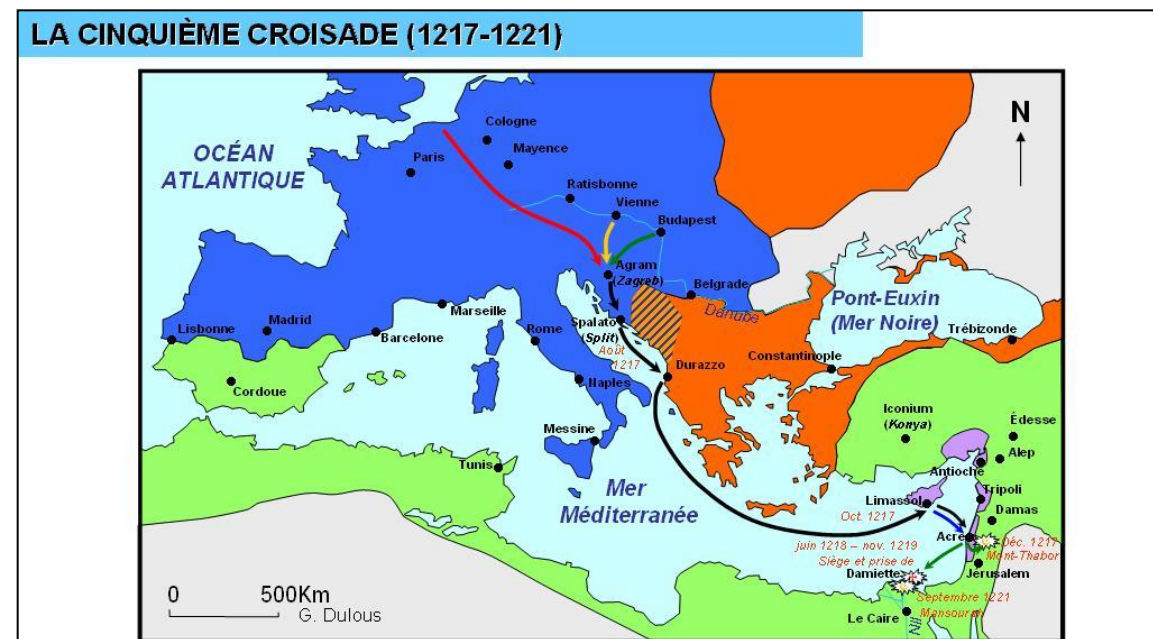 LA CINQUIÈME CROISADE (1217-1221)
N
OCÉAN
ATLANTIQUE
Cologne
Mayence
Paris
Ratisbonne
Vienne
Budapest
Agram
(Zagreb)
Belgrade
Danube
Pont-Euxin
(Mer Noire)
Trébizonde
Lisbonne
Madrid
Barcelone
Marseille
Rome
Spalato
(Split)
Août
1217
Durazzo
Constantinople
Cordoue
Naples
Iconium
(Konya)
Édesse
Alep
Antioche
Messine
Tunis
Mer
Méditerranée
Limassol
Oct. 1217
Tripoli
Damas
Acre
Déc. 1217
Mont-Thabor
juin 1218 – nov. 1219
Siège et prise de
Damiette
Jérusalem
Septembre 1221
Mansourah
Le Caire
Nil
0 500Km
G. Dulous